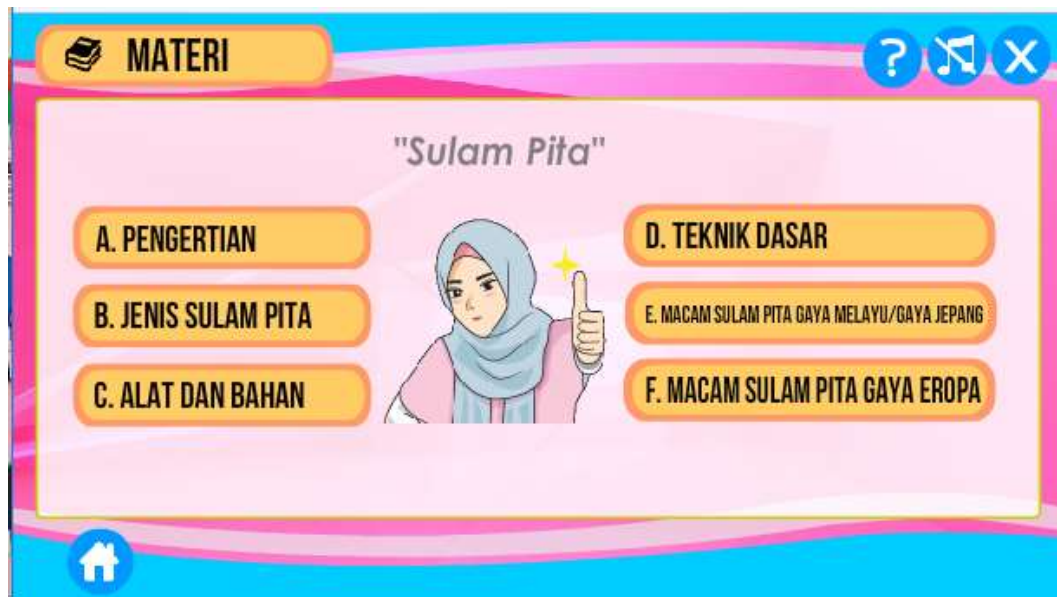 MATERI
?
X
"Sulam Pita"
A. PENGERTIAN
B. JENIS SULAM PITA
C. ALAT DAN BAHAN
D. TEKNIK DASAR
E. MACAM SULAM PITA GAYA MELAYU/GAYA JEPANG
F. MACAM SULAM PITA GAYA EROPA